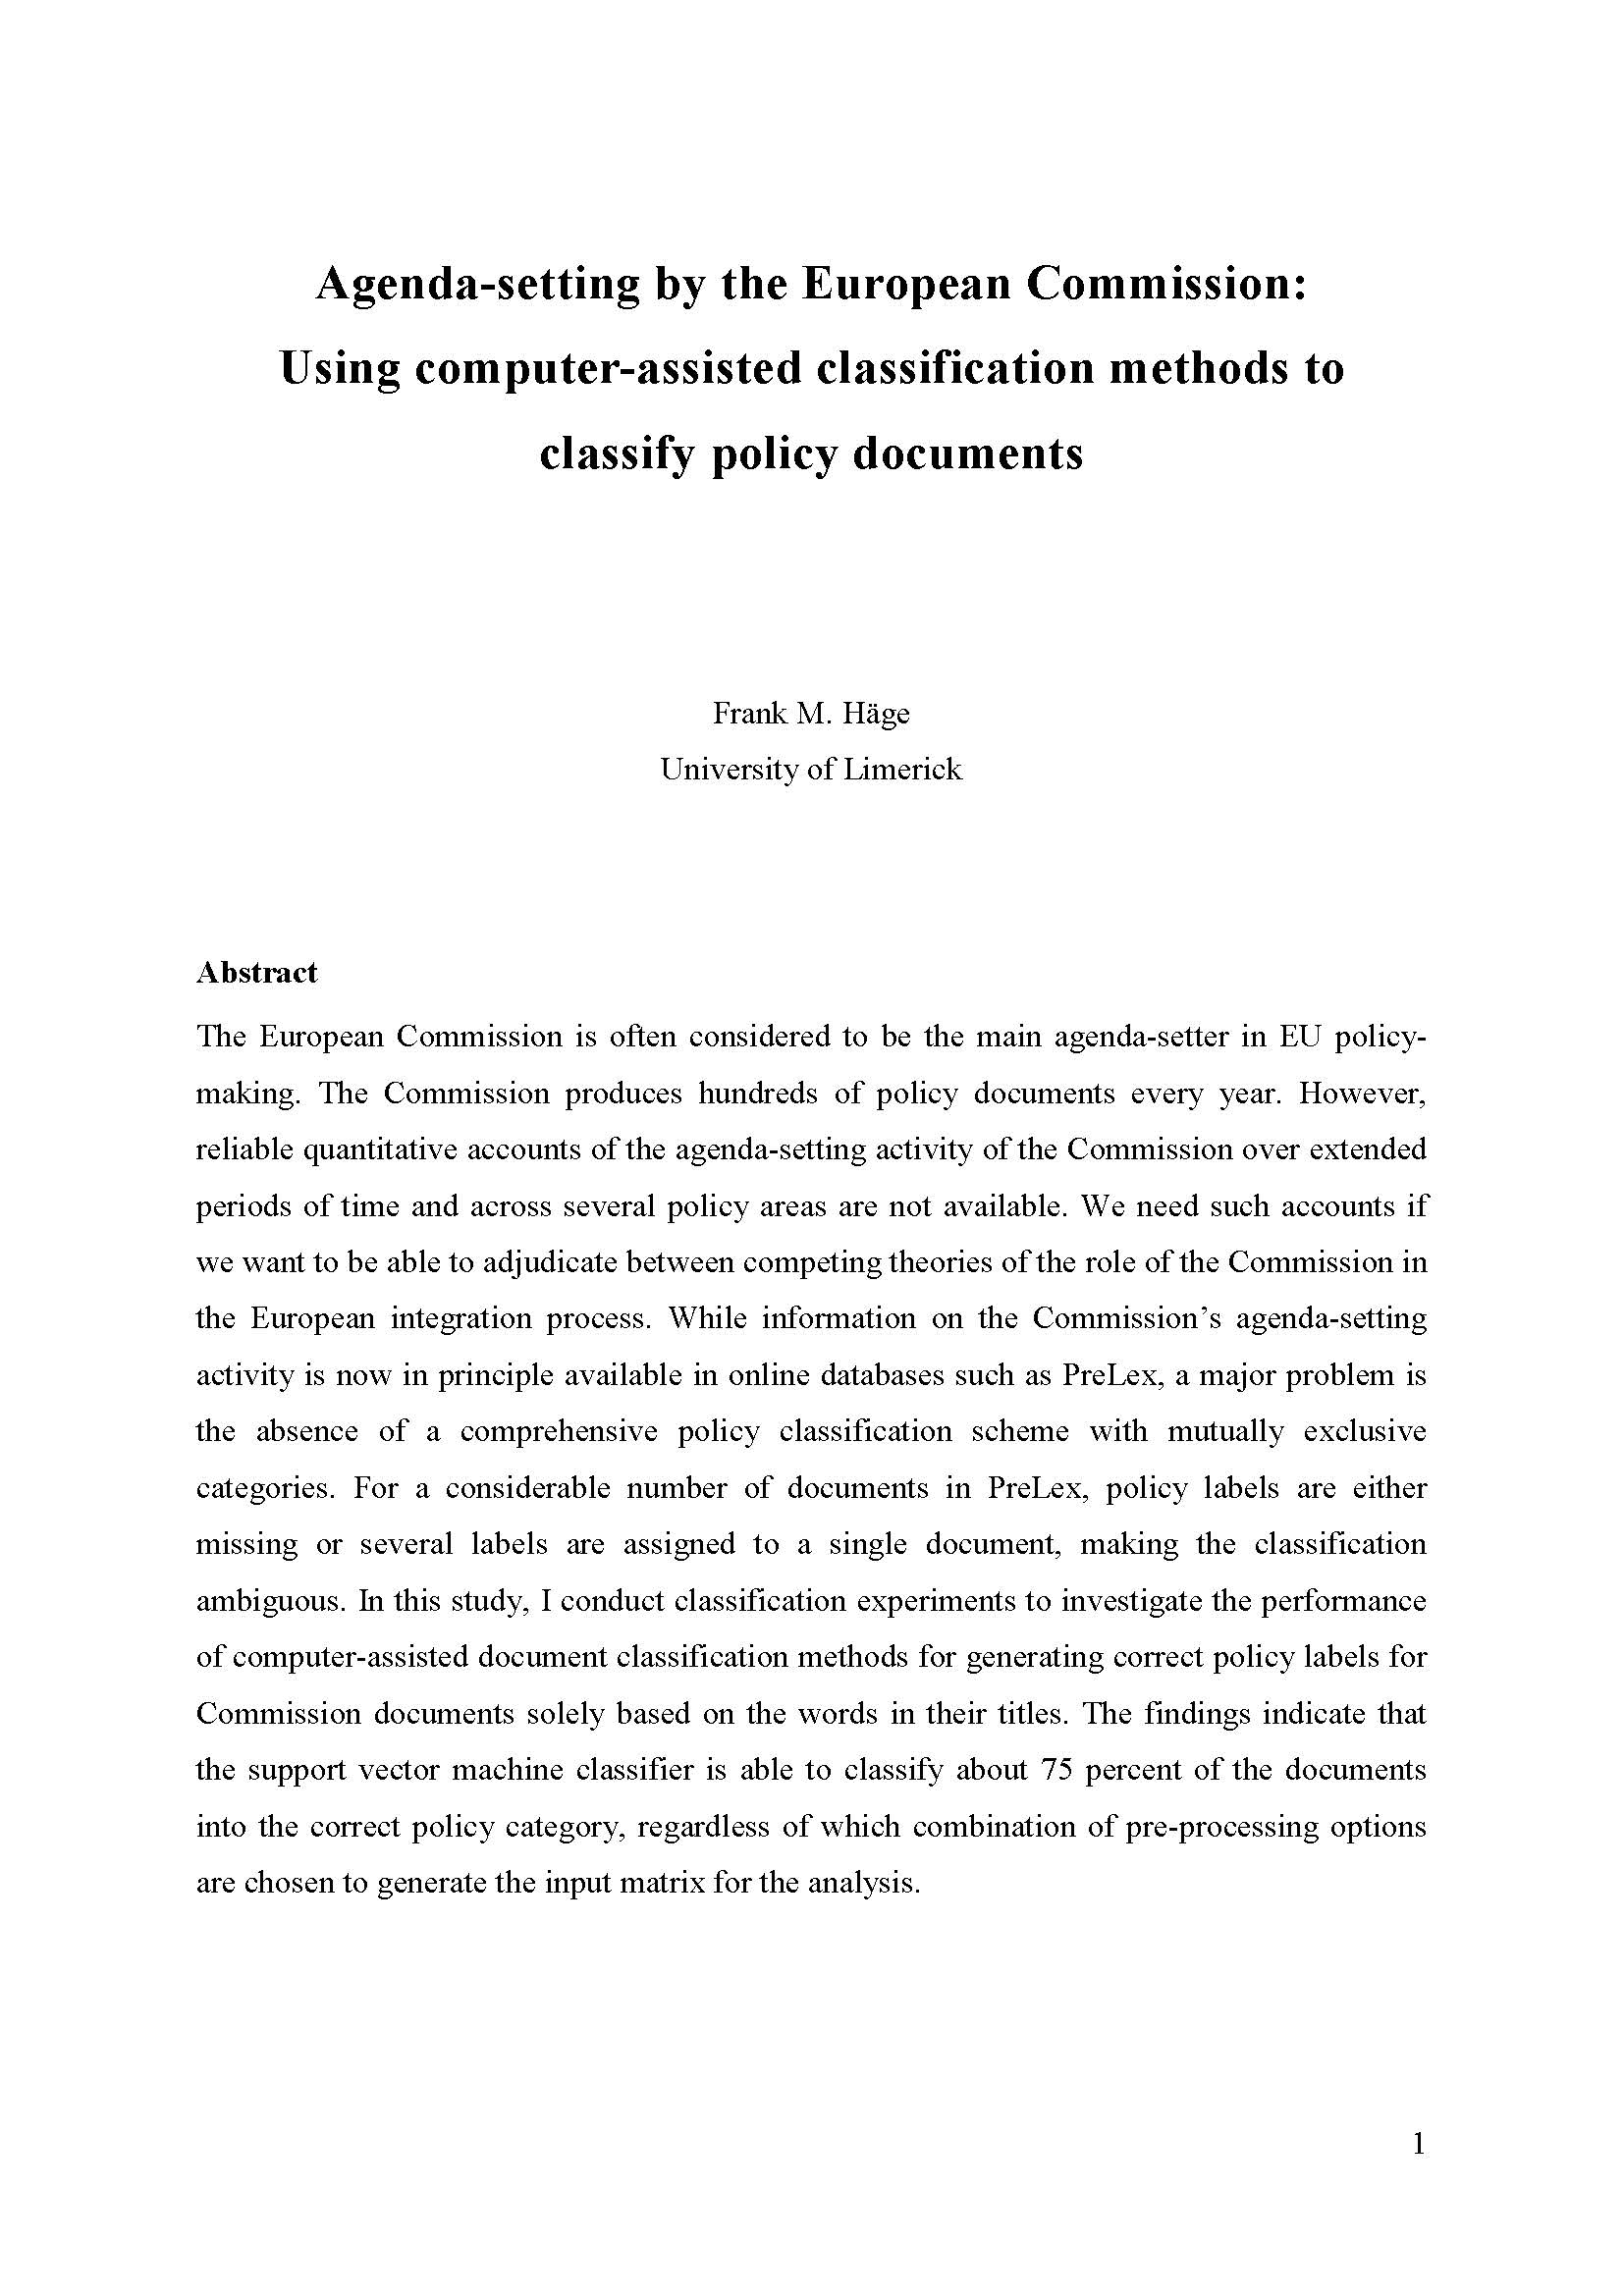 Agenda-setting by the European Commission:
Using computer-assisted classification methods to
classify policy documents
Frank M. Häge
University of Limerick
Abstract
The European Commission is often considered to be the main agenda-setter in EU policy-
making. The Commission produces hundreds of policy documents every year. However,
reliable quantitative accounts of the agenda-setting activity of the Commission over extended
periods of time and across several policy areas are not available. We need such accounts if
we want to be able to adjudicate between competing theories of the role of the Commission in
the European integration process. While information on the Commission’s agenda-setting
activity is now in principle available in online databases such as PreLex, a major problem is
the absence of a comprehensive policy classification scheme with mutually exclusive
categories. For a considerable number of documents in PreLex, policy labels are either
missing or several labels are assigned to a single document, making the classification
ambiguous. In this study, I conduct classification experiments to investigate the performance
of computer-assisted document classification methods for generating correct policy labels for
Commission documents solely based on the words in their titles. The findings indicate that
the support vector machine classifier is able to classify about 75 percent of the documents
into the correct policy category, regardless of which combination of pre-processing options
are chosen to generate the input matrix for the analysis.
1